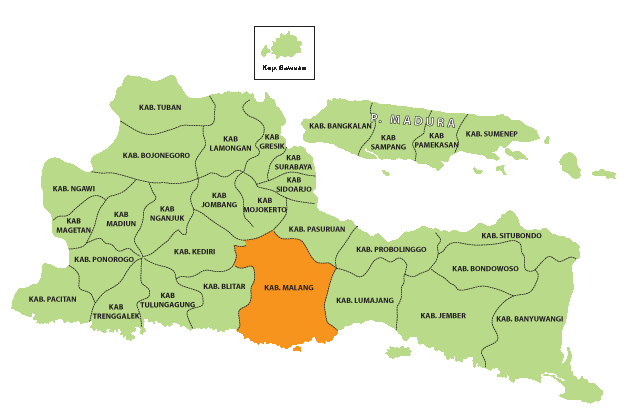 Kep. Bawean
KAB. TUBAN
KAB
LAMONGAN
KAB
GRESIK
KAB. BANGKALAN
P. MADURA
KAB
SAMPANG
KAB
PAMEKASAN
KAB. SUMENEP
KAB. BOJONEGORO
KAB
SURABAYA
KAB
SIDOARJO
KAB. NGAWI
KAB
MAGETAN
KAB
MADIUN
KAB
NGANJUK
KAB
JOMBANG
KAB
MOJOKERTO
KAB. PASURUAN
KAB. PROBOLINGGO
KAB. SITUBONDO
KAB. PONOROGO
KAB. KEDIRI
KAB. BONDOWOSO
KAB. PACITAN
KAB
TRENGGALEK
KAB
TULUNGAGUNG
KAB. BLITAR
KAB. MALANG
KAB. LUMAJANG
KAB. JEMBER
KAB. BANYUWANGI